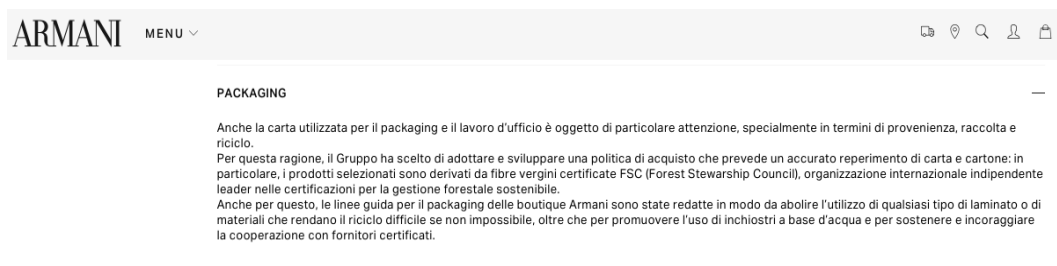 ARMANI MENU
PACKAGING
Anche la carta utilizzata per il packaging e il lavoro d'ufficio è oggetto di particolare attenzione, specialmente in termini di provenienza, raccolta e
riciclo.
Per questa ragione, il Gruppo ha scelto di adottare e sviluppare una politica di acquisto che prevede un accurato reperimento di carta e cartone: in
particolare, i prodotti selezionati sono derivati da fibre vergini certificate FSC (Forest Stewarship Council), organizzazione internazionale indipendente
leader nelle certificazioni per la gestione forestale sostenibile.
Anche per questo, le linee guida per il packaging delle boutique Armani sono state redatte in modo da abolire l'utilizzo di qualsiasi tipo di laminato o di
materiali che rendano il riciclo difficile se non impossibile, oltre che per promuovere l'uso di inchiostri a base d'acqua e per sostenere e incoraggiare
la cooperazione con fornitori certificati.